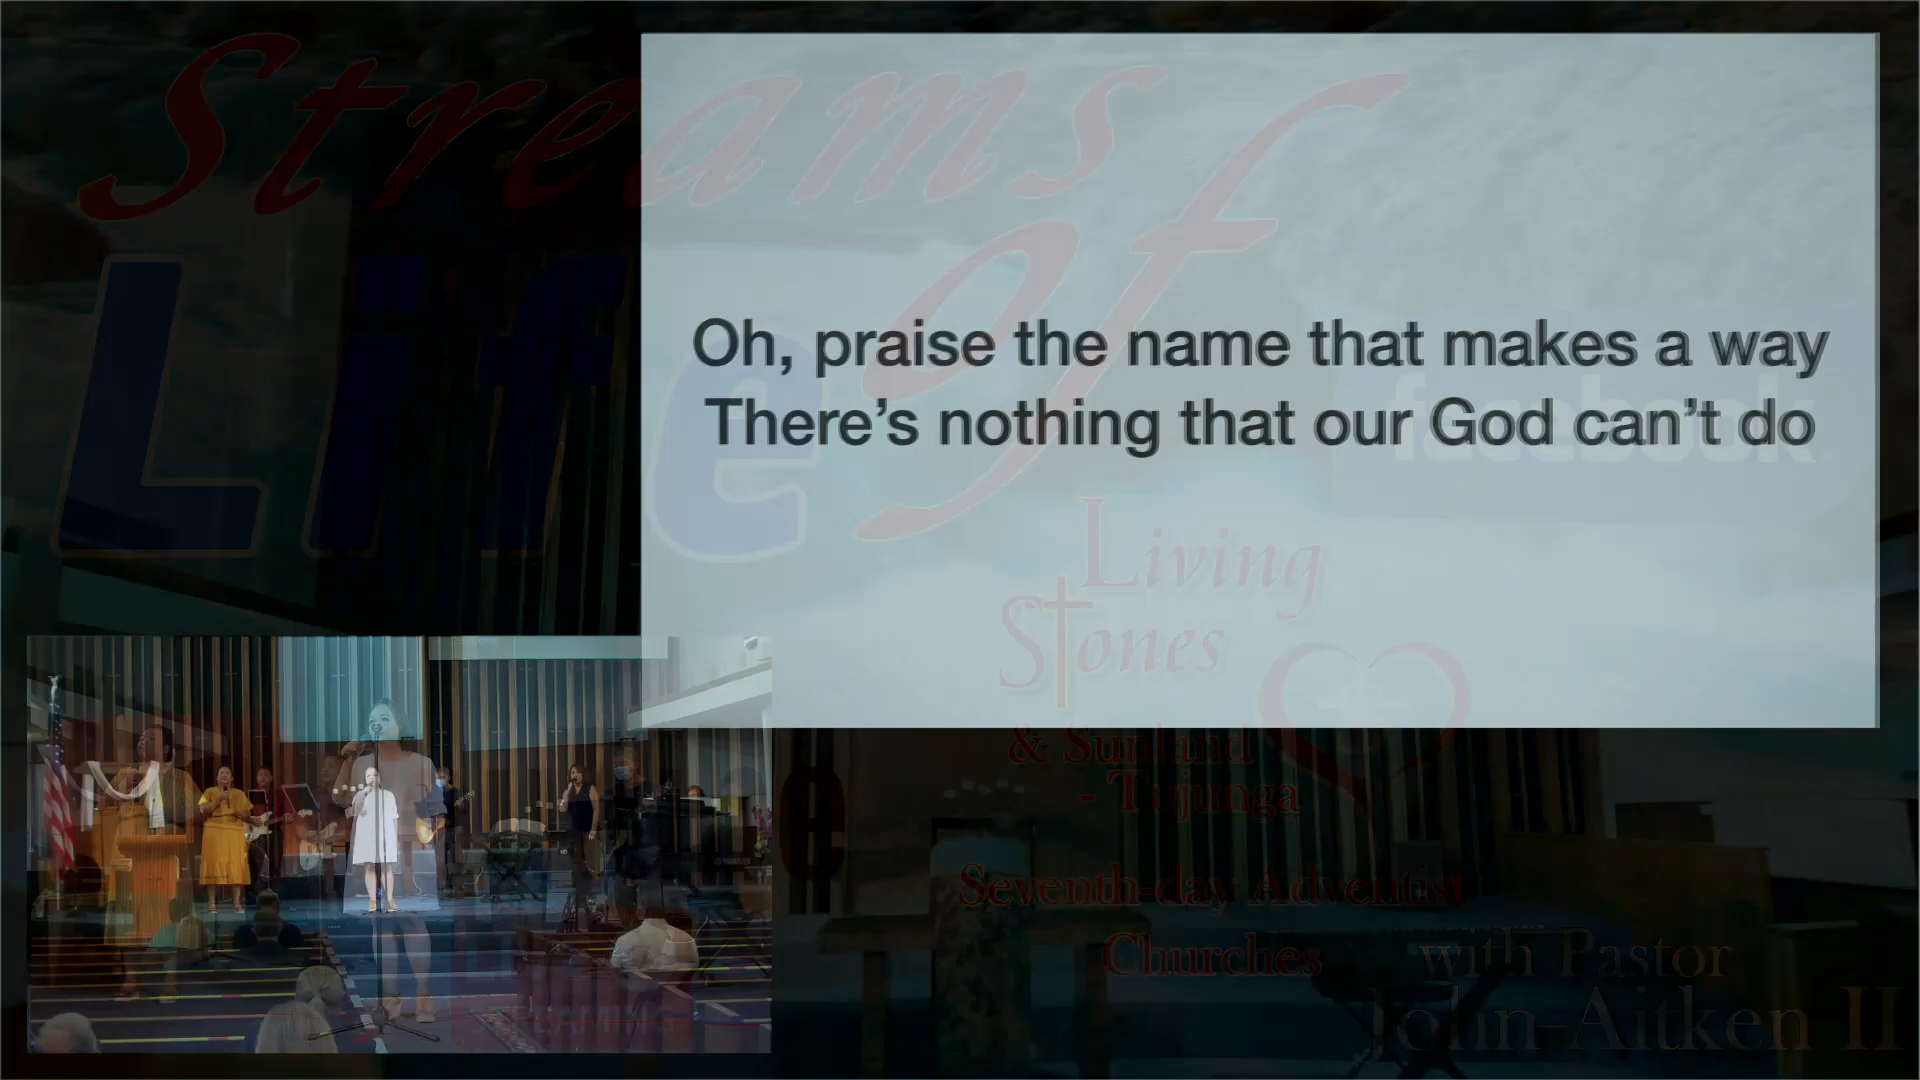 Streams
of
Life
Oh, praise the name that makes a way
There’s nothing that our God can’t do
facebook
Living
Stones
& Sunland
- Tujunga
Seventh-day Adventist
Churches
with Pastor
John-Aitken II